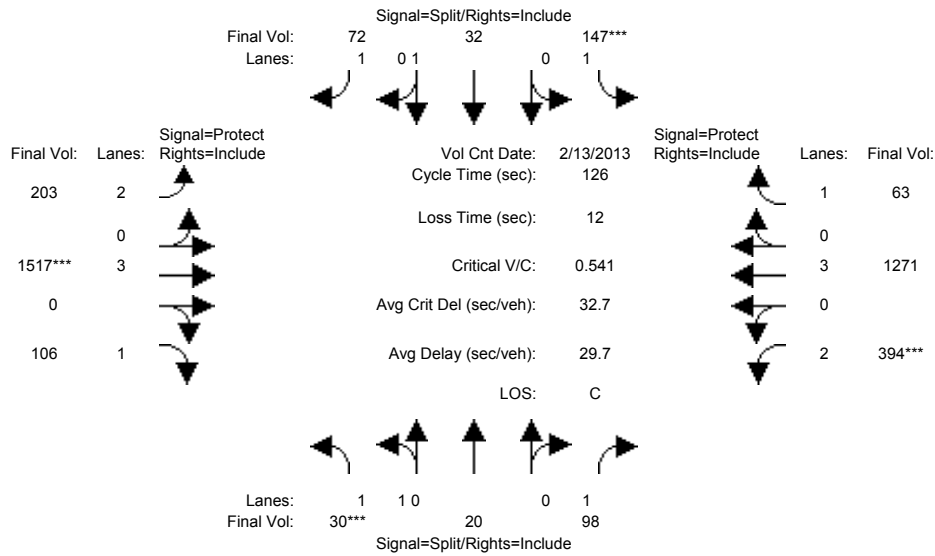 Signal=Split/Rights=Include
Final Vol: 72 32 147***
Lanes: 1 0 1 0 1
Signal=Protect
Final Vol: Lanes: Rights=Include
Vol Cnt Date: 2/13/2013
Signal=Protect
Rights=Include Lanes: Final Vol:
Cycle Time (sec): 126
203 2
1 63
Loss Time (sec): 12
0
0
1517*** 3
Critical V/C: 0.541
3 1271
0 0
Avg Crit Del (sec/veh): 32.7
0
106 1
Avg Delay (sec/veh): 29.7
2 394***
LOS: C
Lanes: 1 1 0 0 1
Final Vol: 30*** 20 98
Signal=Split/Rights=Include